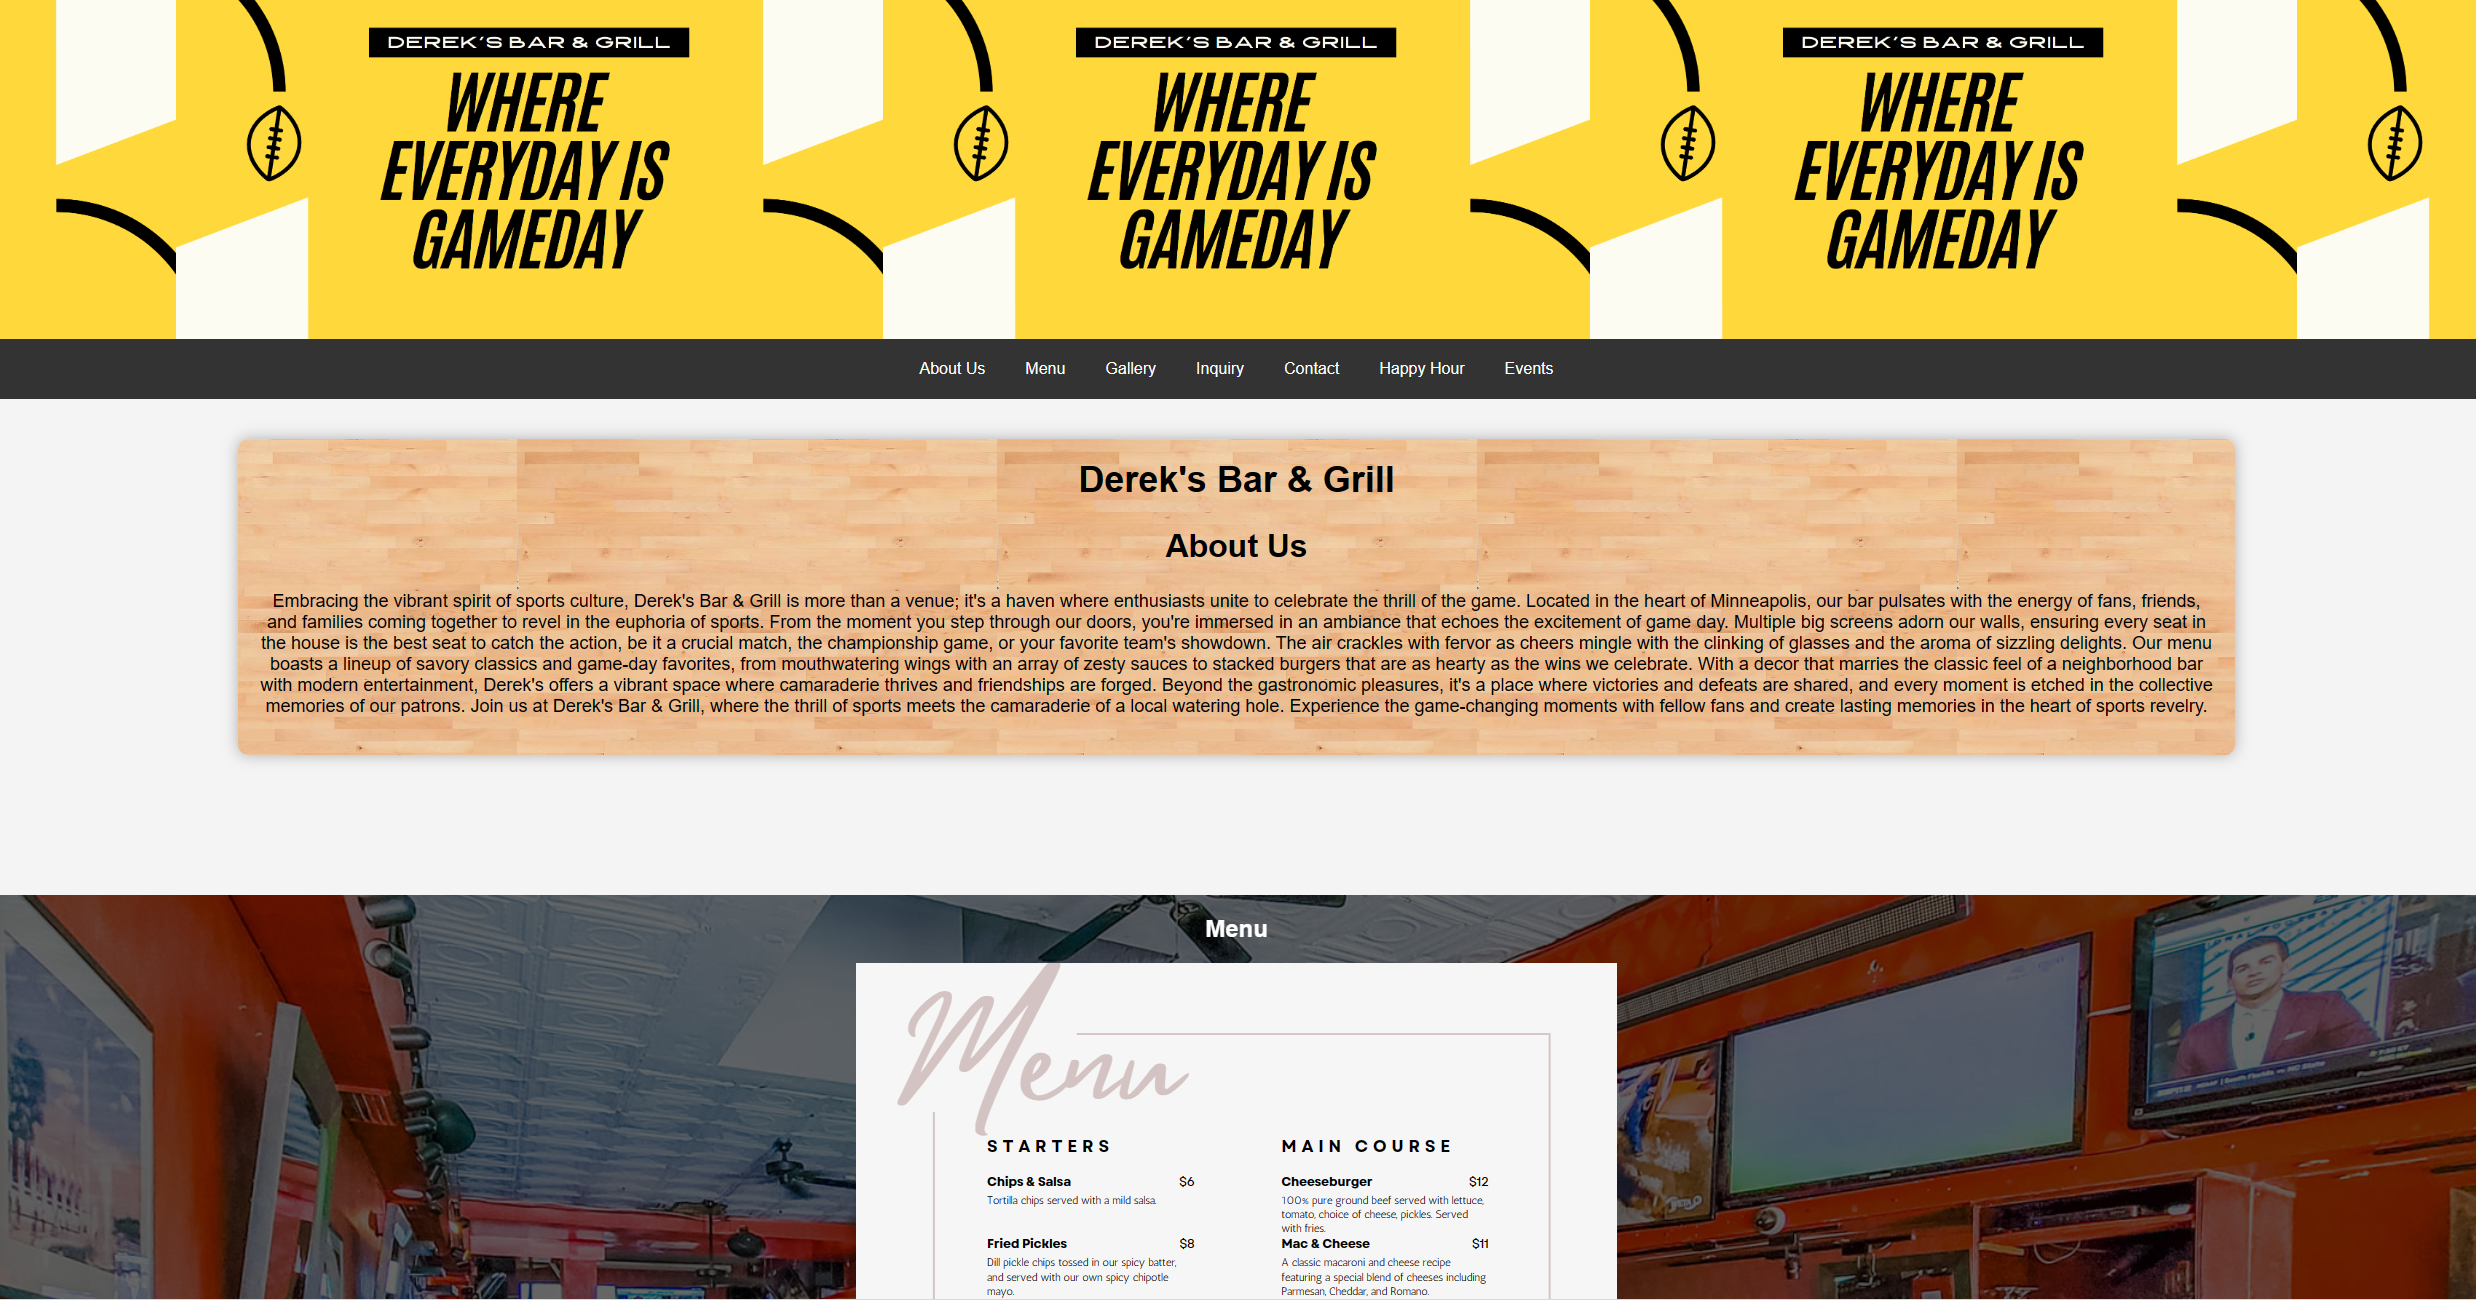 DEREK'S BAR & GRILL
WHERE
EVERYDAY IS
GAMEDAY
DEREK'S BAR & GRILL
WHERE
EVERYDAY IS
GAMEDAY
DEREK'S BAR & GRILL
WHERE
EVERYDAY IS
GAMEDAY
About Us Menu Gallery Inquiry Contact Happy Hour Events
Derek's Bar & Grill
About Us
Embracing the vibrant spirit of sports culture, Derek's Bar & Grill is more than a venue; it's a haven where enthusiasts unite to celebrate the thrill of the game. Located in the heart of Minneapolis, our bar pulsates with the energy of fans, friends,
and families coming together to revel in the euphoria of sports. From the moment you step through our doors, you're immersed in an ambiance that echoes the excitement of game day. Multiple big screens adorn our walls, ensuring every seat in
the house is the best seat to catch the action, be it a crucial match, the championship game, or your favorite team's showdown. The air crackles with fervor as cheers mingle with the clinking of glasses and the aroma of sizzling delights. Our menu
boasts a lineup of savory classics and game-day favorites, from mouthwatering wings with an array of zesty sauces to stacked burgers that are as hearty as the wins we celebrate. With a decor that marries the classic feel of a neighborhood bar
with modern entertainment, Derek's offers a vibrant space where camaraderie thrives and friendships are forged. Beyond the gastronomic pleasures, it's a place where victories and defeats are shared, and every moment is etched in the collective
memories of our patrons. Join us at Derek's Bar & Grill, where the thrill of sports meets the camaraderie of a local watering hole. Experience the game-changing moments with fellow fans and create lasting memories in the heart of sports revelry.
Menu
Menu
STARTERS
Chips & Salsa $6
Tortilla chips served with a mild salsa.
Fried Pickles $8
Dill pickle chips tossed in our spicy batter,
and served with our own spicy chipotle
mayo.
MAIN COURSE
Cheeseburger $12
100% pure ground beef served with lettuce,
tomato, choice of cheese, pickles. Served
with fries.
Mac & Cheese $11
A classic macaroni and cheese recipe
featuring a special blend of cheeses including
Parmesan, Cheddar, and Romano.